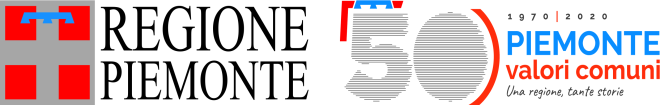 REGIONE
PIEMONTE
50
1970 | 2020
PIEMONTE
valori comuni
Una regione, tante storie